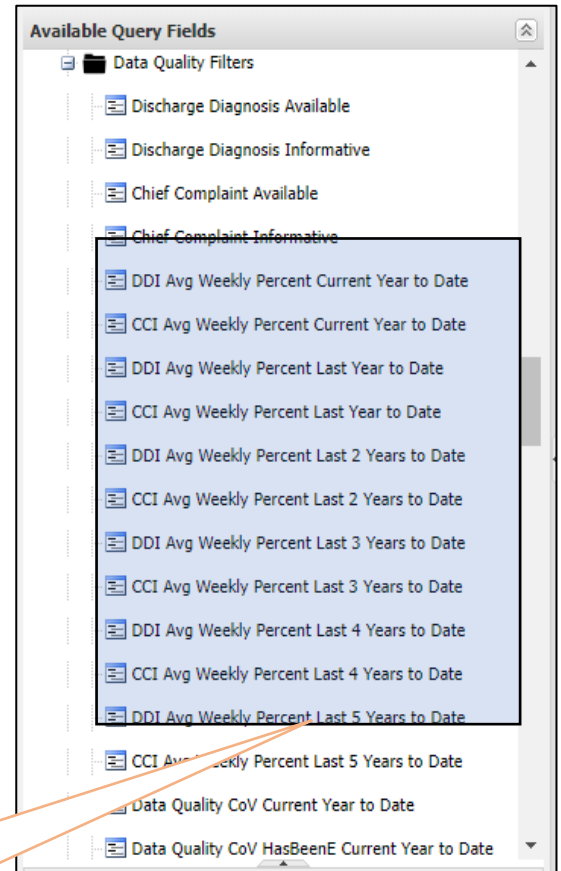 Available Query Fields
Data Quality Filters
Discharge Diagnosis Available
Discharge Diagnosis Informative
Chief Complaint Available
Chief Complaint Informative
DDI Avg Weekly Percent Current Year to Date
CCI Avg Weekly Percent Current Year to Date
DDI Avg Weekly Percent Last Year to Date
CCI Avg Weekly Percent Last Year to Date
DDI Avg Weekly Percent Last 2 Years to Date
CCI Avg Weekly Percent Last 2 Years to Date
DDI Avg Weekly Percent Last 3 Years to Date
CCI Avg Weekly Percent Last 3 Years to Date
DDI Avg Weekly Percent Last 4 Years to Date
CCI Avg Weekly Percent Last 4 Years to Date
DDI Avg Weekly Percent Last 5 Years to Date
CCI Avg Weekly Percent Last 5 Years to Date
Data Quality CoV Current Year to Date
Data Quality CoV HasBeenE Current Year to Date